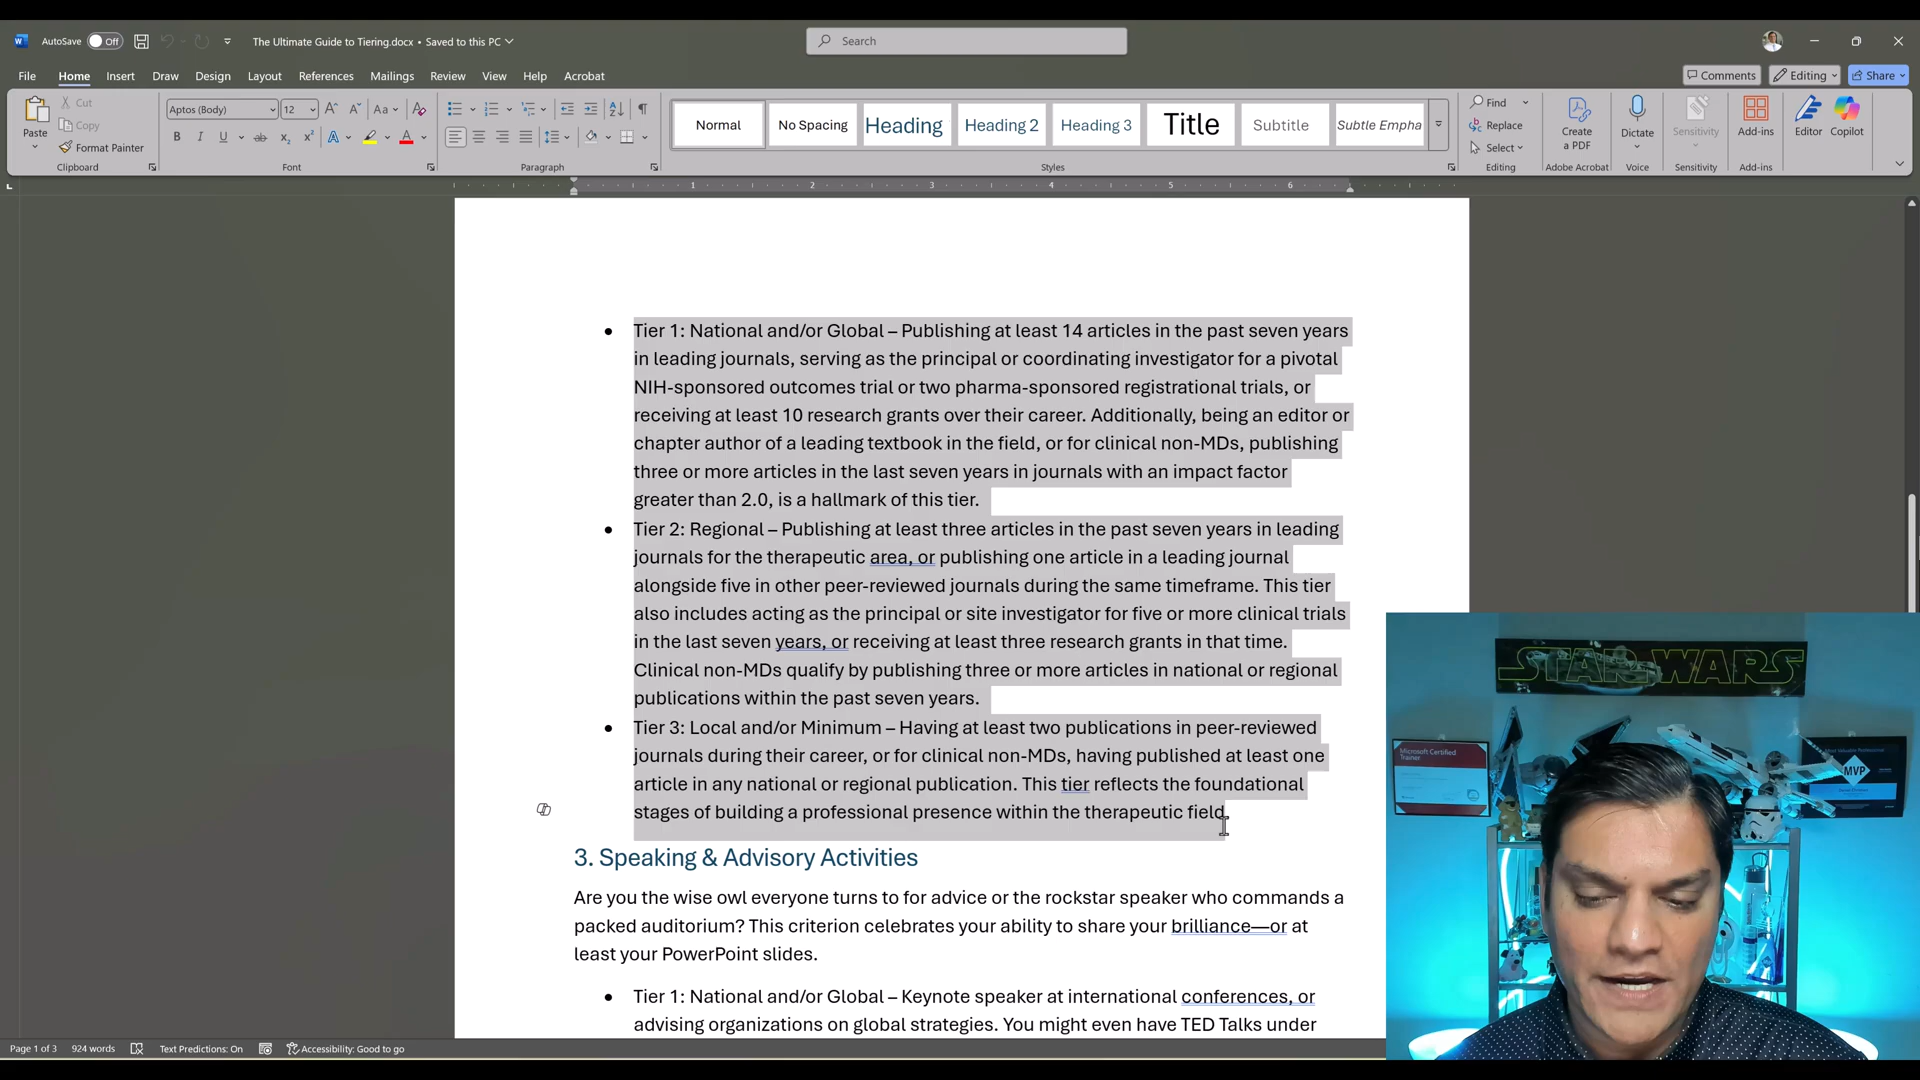 AutoSave Off The Ultimate Guide to Tiering.docx • Saved to this PC Search
File Home Insert Draw Design Layout References Mailings Review View Help Acrobat Comments Editing Share
Paste
Cut
Copy
Format Painter
Clipboard
Aptos (Body) 12
Font
Paragraph
Normal No Spacing Heading Heading 2 Heading 3 Title Subtitle Subtle Empha
Styles
Find
Replace
Select
Editing
Create a PDF
Adobe Acrobat
Dictate
Voice
Sensitivity
Sensitivity
Add-ins
Add-ins
Editor
Copilot
1 2 3 4 5 6
• Tier 1: National and/or Global – Publishing at least 14 articles in the past seven years
in leading journals, serving as the principal or coordinating investigator for a pivotal
NIH-sponsored outcomes trial or two pharma-sponsored registrational trials, or
receiving at least 10 research grants over their career. Additionally, being an editor or
chapter author of a leading textbook in the field, or for clinical non-MDs, publishing
three or more articles in the last seven years in journals with an impact factor
greater than 2.0, is a hallmark of this tier.
• Tier 2: Regional – Publishing at least three articles in the past seven years in leading
journals for the therapeutic area, or publishing one article in a leading journal
alongside five in other peer-reviewed journals during the same timeframe. This tier
also includes acting as the principal or site investigator for five or more clinical trials
in the last seven years, or receiving at least three research grants in that time.
Clinical non-MDs qualify by publishing three or more articles in national or regional
publications within the past seven years.
• Tier 3: Local and/or Minimum – Having at least two publications in peer-reviewed
journals during their career, or for clinical non-MDs, having published at least one
article in any national or regional publication. This tier reflects the foundational
stages of building a professional presence within the therapeutic field.
3. Speaking & Advisory Activities
Are you the wise owl everyone turns to for advice or the rockstar speaker who commands a
packed auditorium? This criterion celebrates your ability to share your brilliance—or at
least your PowerPoint slides.
• Tier 1: National and/or Global – Keynote speaker at international conferences, or
advising organizations on global strategies. You might even have TED Talks under
STAR WARS
Microsoft Certified
Trainer
MVP
Page 1 of 3 924 words Text Predictions: On Accessibility: Good to go